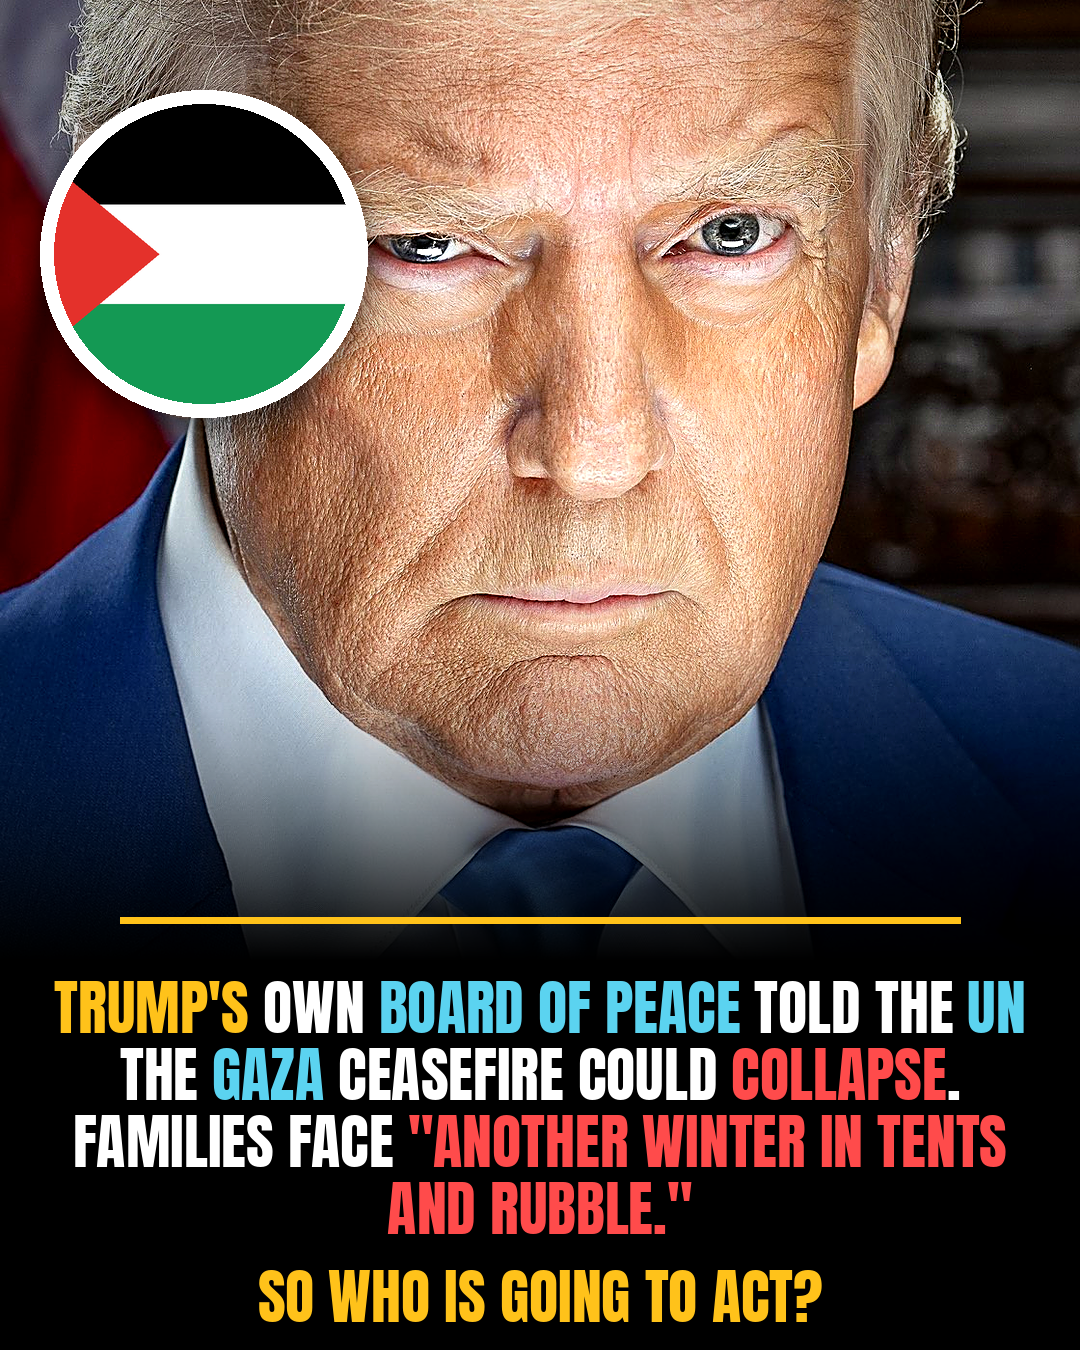 TRUMP'S OWN BOARD OF PEACE TOLD THE UN
THE GAZA CEASEFIRE COULD COLLAPSE.
FAMILIES FACE "ANOTHER WINTER IN TENTS
AND RUBBLE."
SO WHO IS GOING TO ACT?